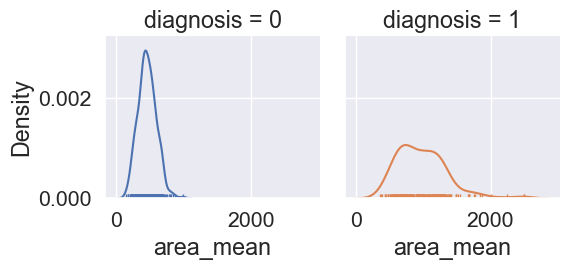 diagnosis = 0
diagnosis = 1
Density
0.002
0.000
0
2000
0
2000
area_mean
area_mean